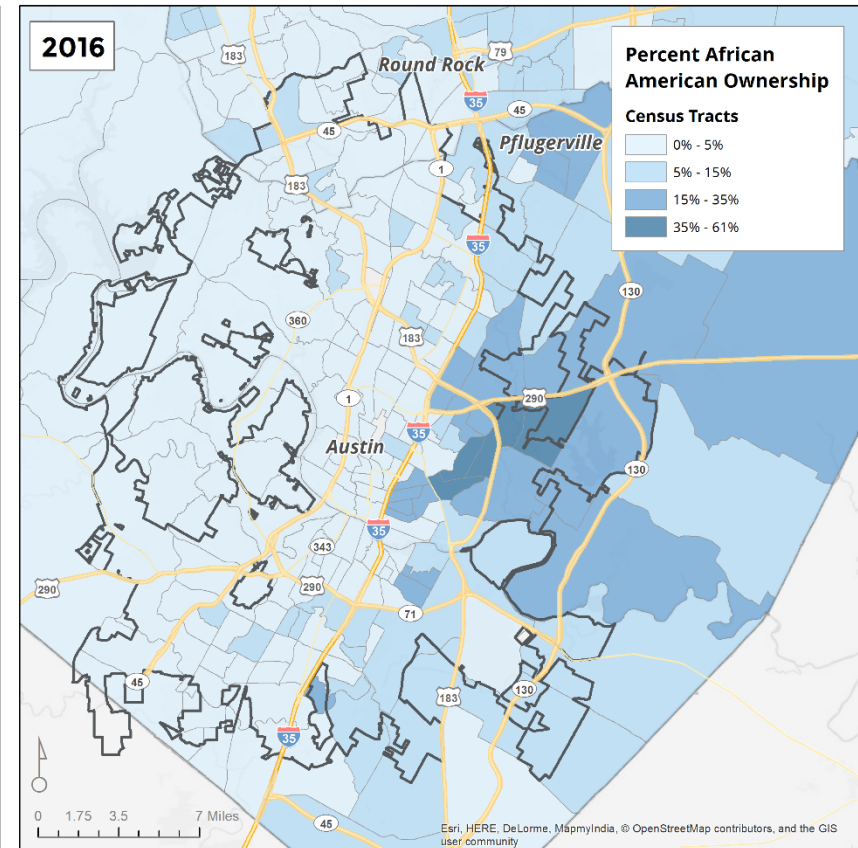 2016
Percent African
American Ownership
Census Tracts
0% - 5%
5% - 15%
15% - 35%
35% - 61%
183
79
Round Rock
35
45
45
Pflugerville
1
183
35
130
360
183
1
290
35
Austin
130
35
343
290
290
71
45
183
130
35
45
0 1.75 3.5 7 Miles
Esri, HERE, DeLorme, MapmyIndia, © OpenStreetMap contributors, and the GIS
user community